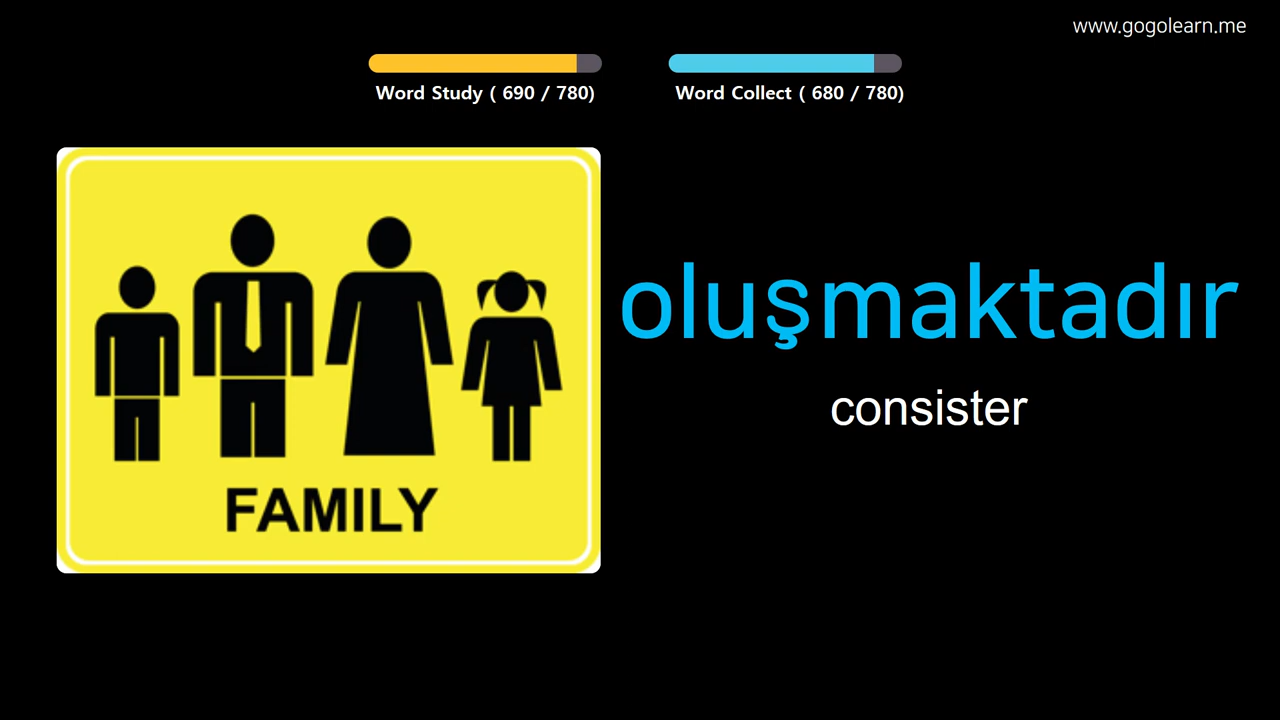 www.gogolearn.me
Word Study ( 690 / 780)
Word Collect ( 680 / 780)
oluşmaktadır
consister
FAMILY